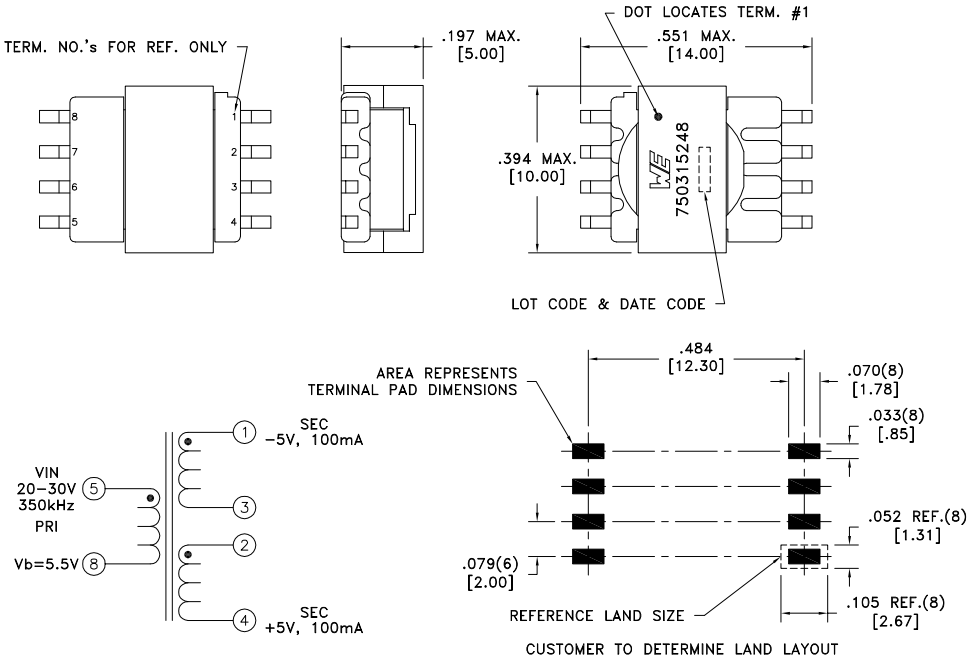 DOT LOCATES TERM. #1
TERM. NO.'s FOR REF. ONLY
.197 MAX.
[5.00]
.551 MAX.
[14.00]
8
7
6
5
1
2
3
4
.394 MAX.
[10.00]
WE
750315248
LOT CODE & DATE CODE
.484
[12.30]
AREA REPRESENTS
TERMINAL PAD DIMENSIONS
.070(8)
[1.78]
.033(8)
[.85]
.052 REF.(8)
[1.31]
.079(6)
[2.00]
REFERENCE LAND SIZE
.105 REF.(8)
[2.67]
CUSTOMER TO DETERMINE LAND LAYOUT
VIN
20-30V
350kHz
PRI
5
Vb=5.5V
8
1
SEC
-5V, 100mA
3
2
4
SEC
+5V, 100mA